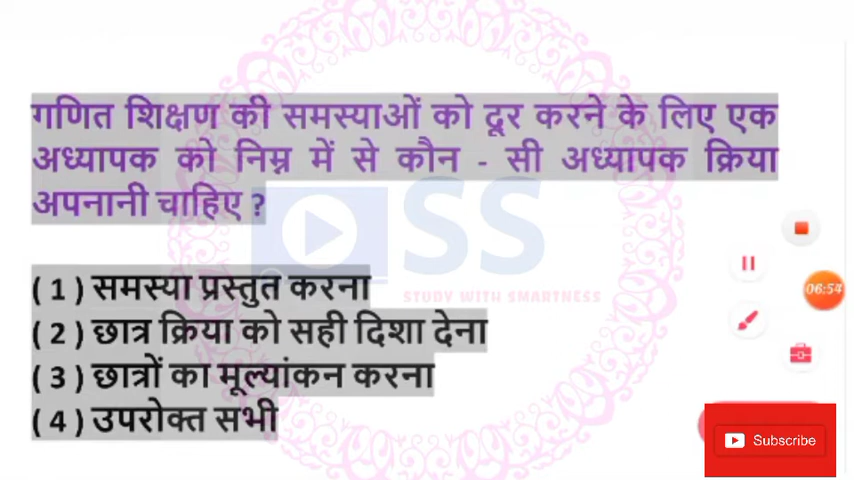 गणित शिक्षण की समस्याओं को दूर करने के लिए एक
अध्यापक को निम्न में से कौन - सी अध्यापक क्रिया
अपनानी चाहिए ?
SS
STUDY WITH SMARTNESS
( 1 ) समस्या प्रस्तुत करना
( 2 ) छात्र क्रिया को सही दिशा देना
( 3 ) छात्रों का मूल्यांकन करना
( 4 ) उपरोक्त सभी
06:54
Subscribe